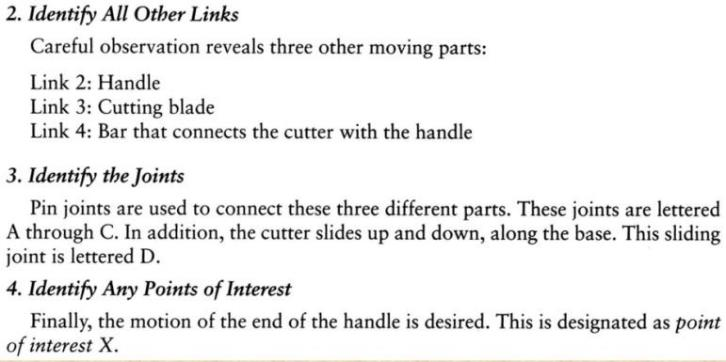 2. Identify All Other Links
Careful observation reveals three other moving parts:
Link 2: Handle
Link 3: Cutting blade
Link 4: Bar that connects the cutter with the handle
3. Identify the Joints
Pin joints are used to connect these three different parts. These joints are lettered
A through C. In addition, the cutter slides up and down, along the base. This sliding
joint is lettered D.
4. Identify Any Points of Interest
Finally, the motion of the end of the handle is desired. This is designated as point
of interest X.